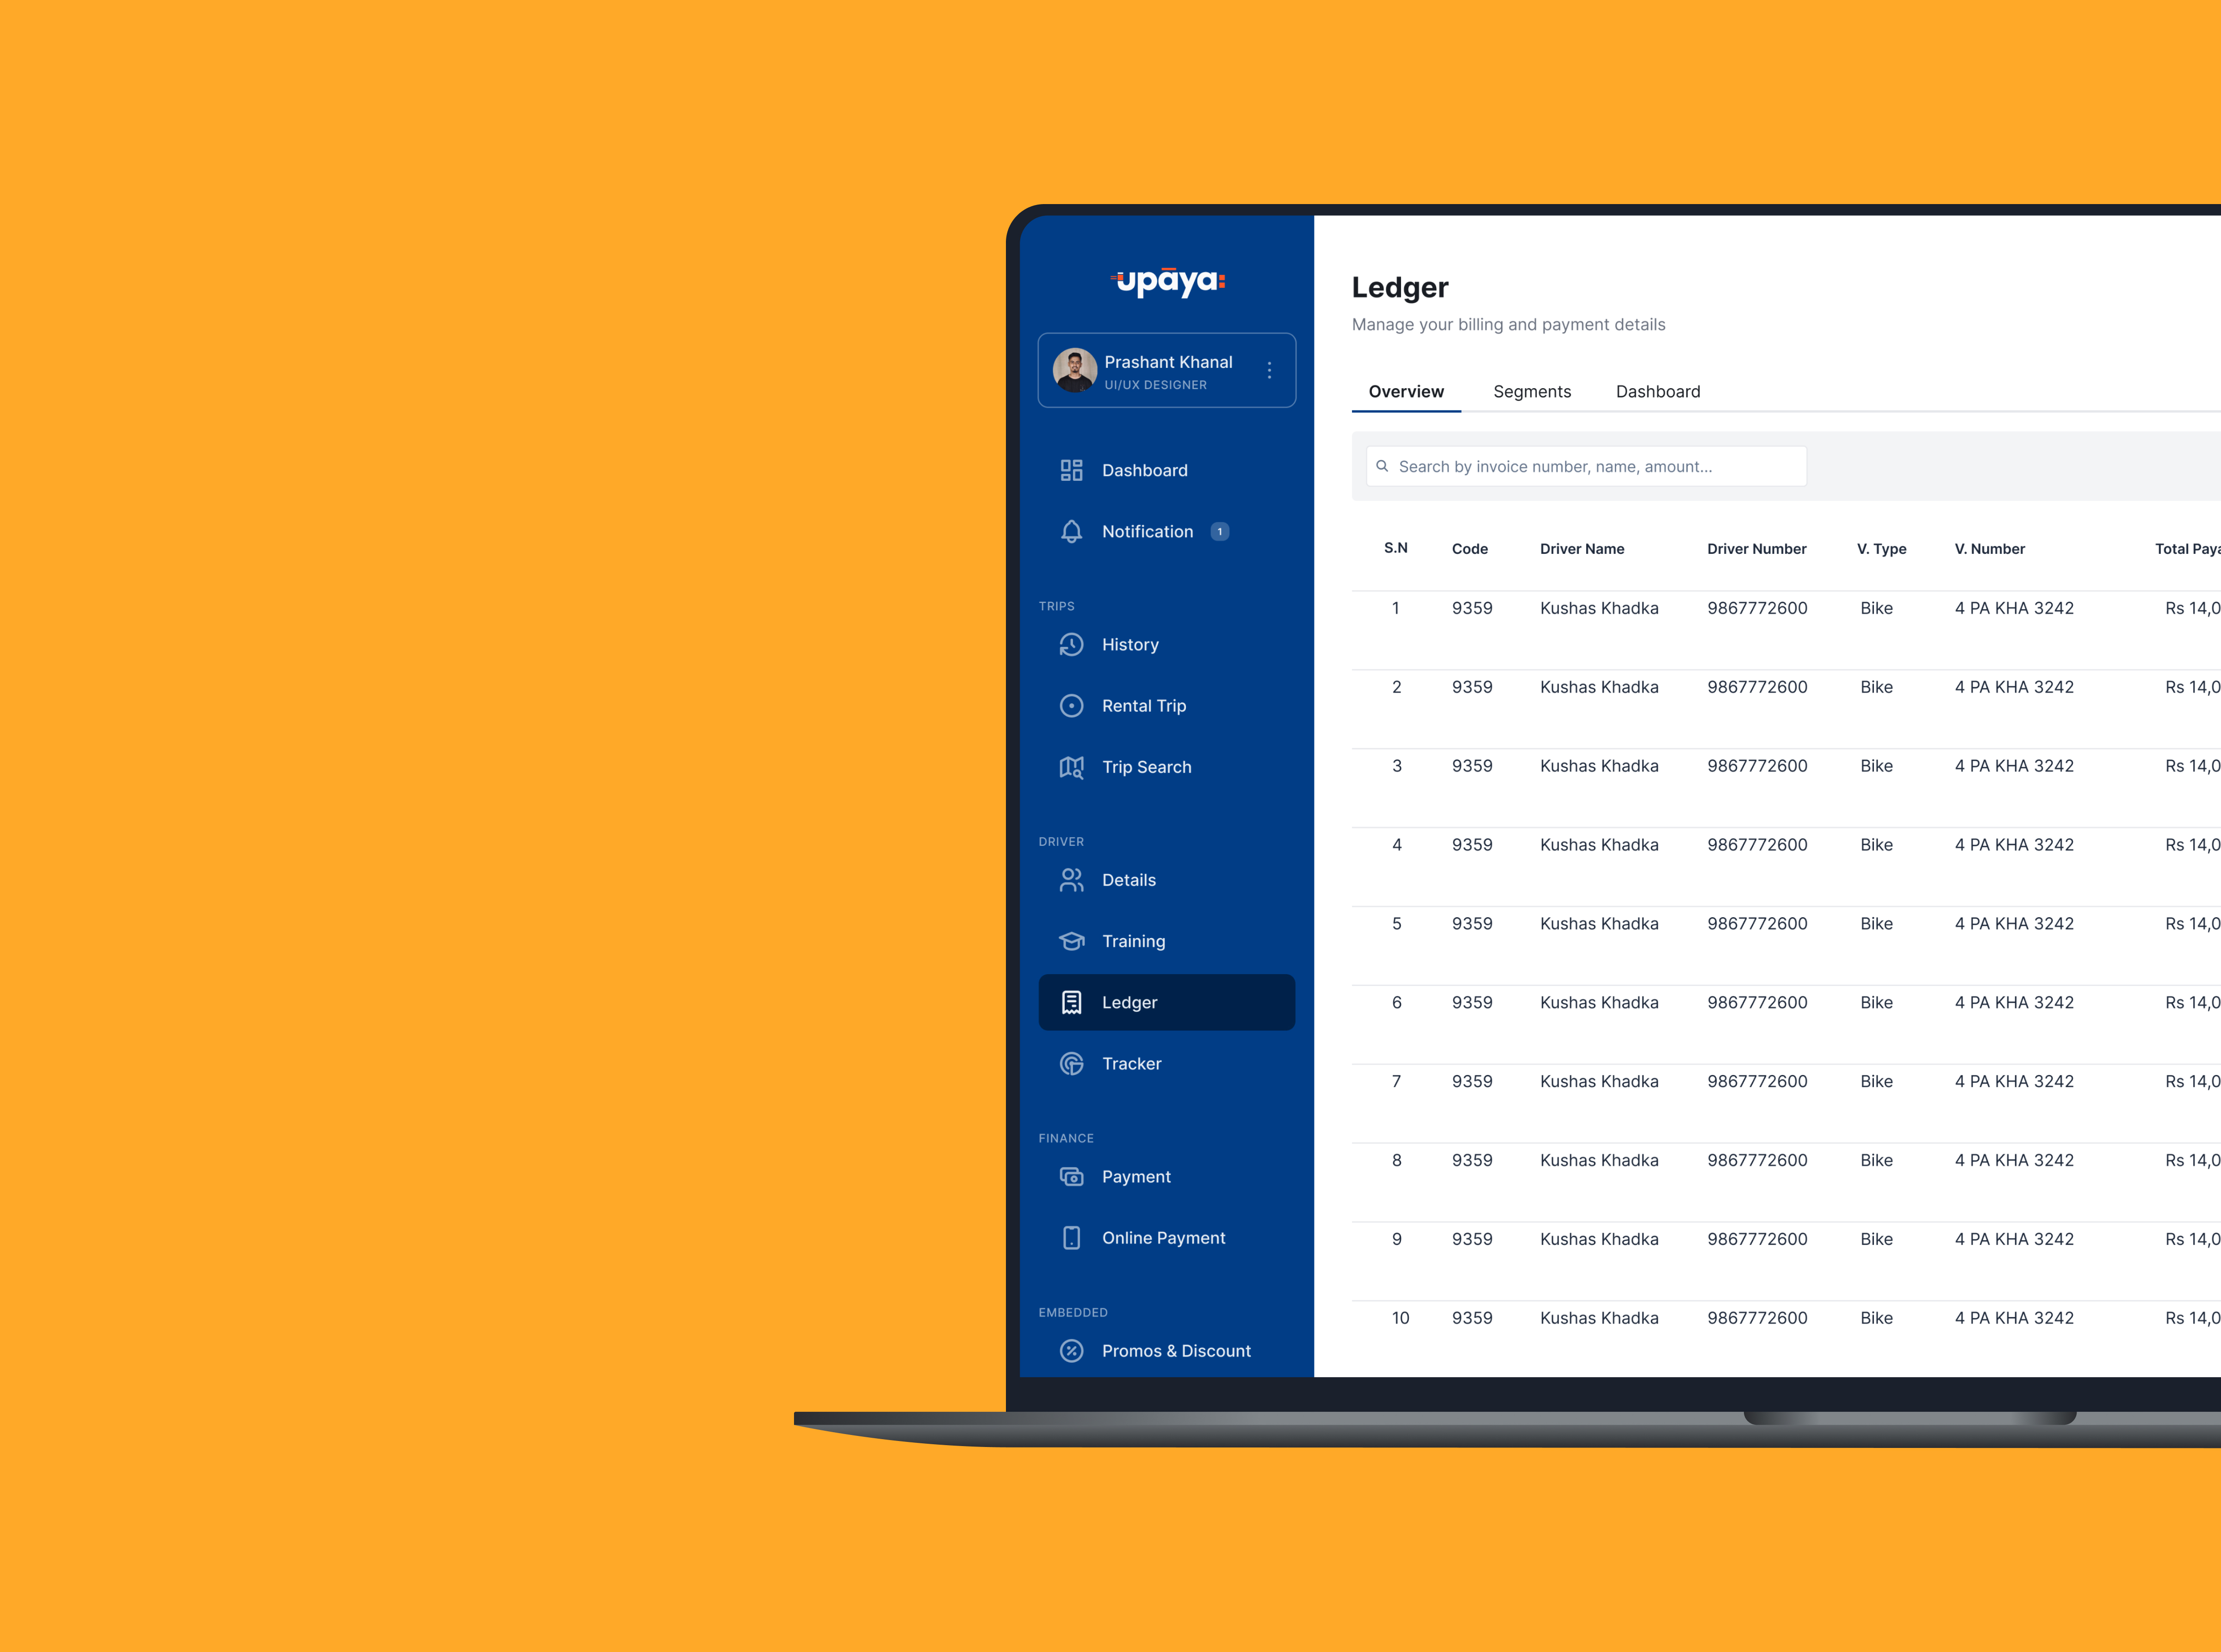 upaya:
Prashant Khanal
UI/UX DESIGNER
Dashboard
Notification 1
TRIPS
History
Rental Trip
Trip Search
DRIVER
Details
Training
Ledger
Tracker
FINANCE
Payment
Online Payment
EMBEDDED
Promos & Discount
Ledger
Manage your billing and payment details
Overview Segments Dashboard
Search by invoice number, name, amount...
S.N Code Driver Name Driver Number V. Type V. Number Total Paya
1 9359 Kushas Khadka 9867772600 Bike 4 PA KHA 3242 Rs 14,0
2 9359 Kushas Khadka 9867772600 Bike 4 PA KHA 3242 Rs 14,0
3 9359 Kushas Khadka 9867772600 Bike 4 PA KHA 3242 Rs 14,0
4 9359 Kushas Khadka 9867772600 Bike 4 PA KHA 3242 Rs 14,0
5 9359 Kushas Khadka 9867772600 Bike 4 PA KHA 3242 Rs 14,0
6 9359 Kushas Khadka 9867772600 Bike 4 PA KHA 3242 Rs 14,0
7 9359 Kushas Khadka 9867772600 Bike 4 PA KHA 3242 Rs 14,0
8 9359 Kushas Khadka 9867772600 Bike 4 PA KHA 3242 Rs 14,0
9 9359 Kushas Khadka 9867772600 Bike 4 PA KHA 3242 Rs 14,0
10 9359 Kushas Khadka 9867772600 Bike 4 PA KHA 3242 Rs 14,0